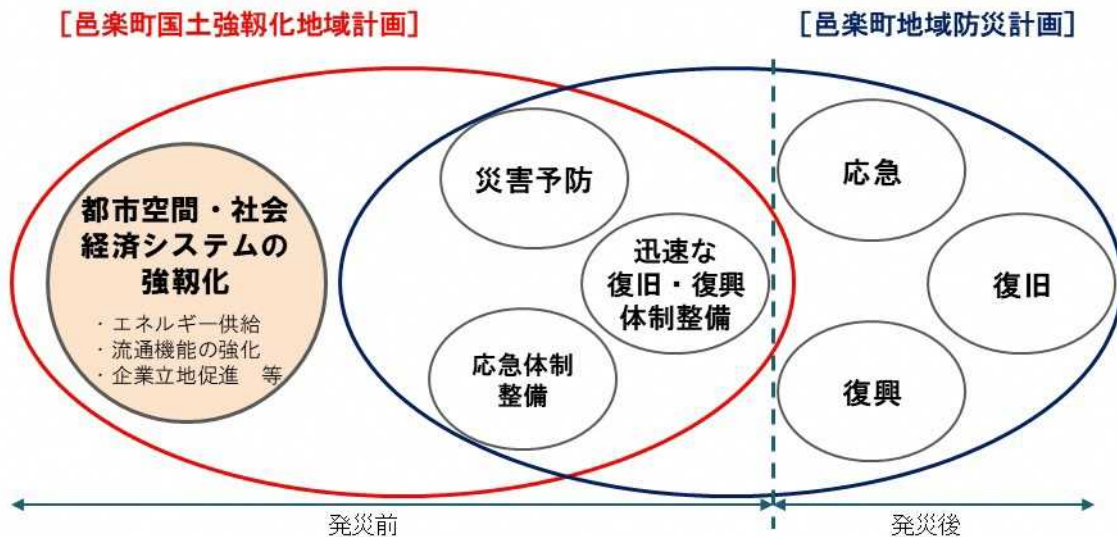 [邑楽町国土強靱化地域計画]
[邑楽町地域防災計画]
都市空間・社会
経済システムの
強靱化
・エネルギー供給
・流通機能の強化
・企業立地促進　等
災害予防
迅速な
復旧・復興
体制整備
応急体制
整備
応急
復旧
復興
発災前
発災後